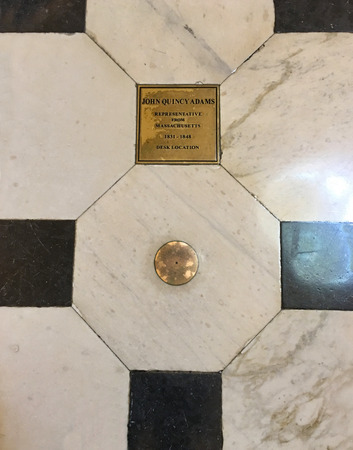 JOHN QUINCY ADAMS
REPRESENTATIVE
FROM
MASSACHUSETTS
1831 - 1848
DESK LOCATION